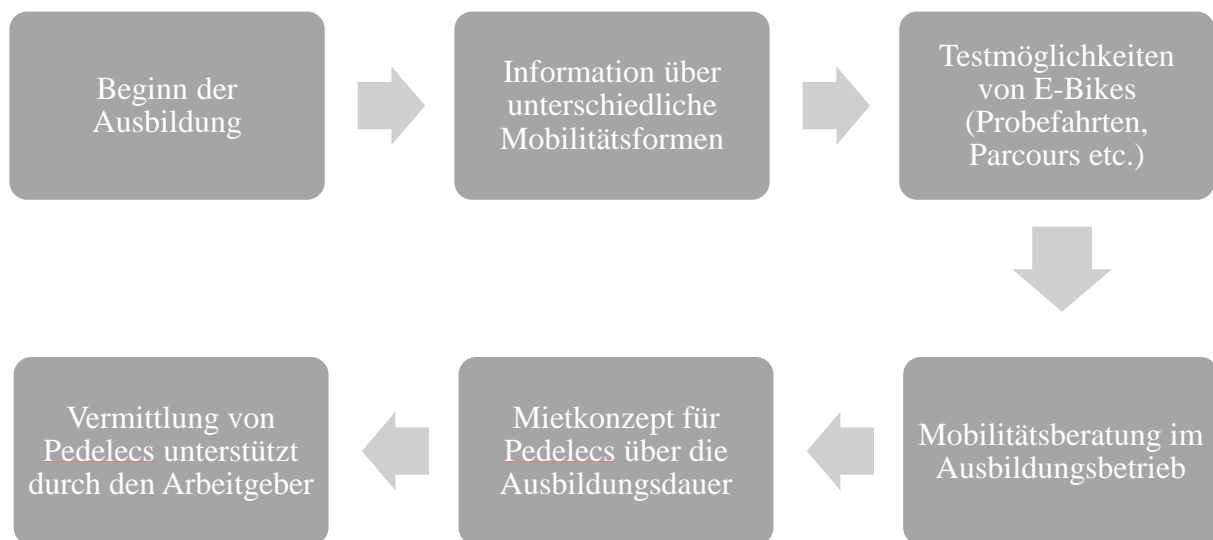 Beginn der
Ausbildung
Information über
unterschiedliche
Mobilitätsformen
Testmöglichkeiten
von E-Bikes
(Probefahrten,
Parcours etc.)
Mobilitätsberatung im
Ausbildungsbetrieb
Mietkonzept für
Pedelecs über die
Ausbildungsdauer
Vermittlung von
Pedelecs unterstützt
durch den Arbeitgeber